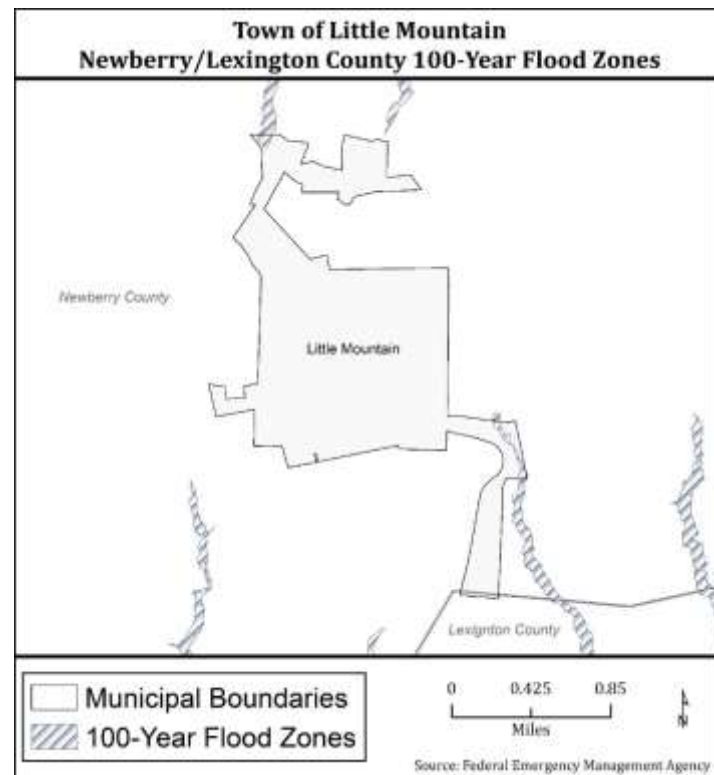 Town of Little Mountain
Newberry/Lexington County 100-Year Flood Zones
Newberry County
Little Mountain
Lexignton County
Municipal Boundaries
100-Year Flood Zones
0 0.425 0.85
Miles
N
Source: Federal Emergency Management Agency